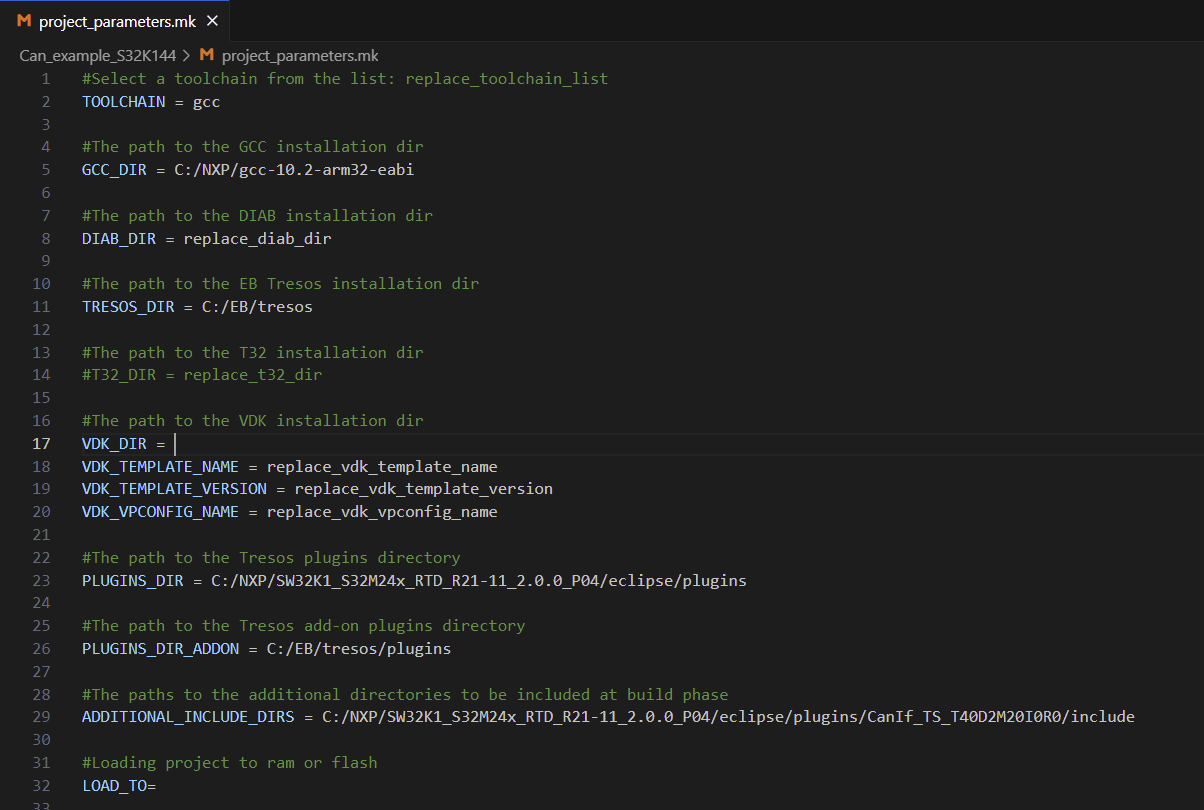 M project_parameters.mk ×
Can_example_S32K144 > M project_parameters.mk
1 #Select a toolchain from the list: replace_toolchain_list
2 TOOLCHAIN = gcc
3
4 #The path to the GCC installation dir
5 GCC_DIR = C:/NXP/gcc-10.2-arm32-eabi
6
7 #The path to the DIAB installation dir
8 DIAB_DIR = replace_diab_dir
9
10 #The path to the EB Tresos installation dir
11 TRESOS_DIR = C:/EB/tresos
12
13 #The path to the T32 installation dir
14 #T32_DIR = replace_t32_dir
15
16 #The path to the VDK installation dir
17 VDK_DIR =
18 VDK_TEMPLATE_NAME = replace_vdk_template_name
19 VDK_TEMPLATE_VERSION = replace_vdk_template_version
20 VDK_VPCONFIG_NAME = replace_vdk_vpconfig_name
21
22 #The path to the Tresos plugins directory
23 PLUGINS_DIR = C:/NXP/SW32K1_S32M24x_RTD_R21-11_2.0.0_P04/eclipse/plugins
24
25 #The path to the Tresos add-on plugins directory
26 PLUGINS_DIR_ADDON = C:/EB/tresos/plugins
27
28 #The paths to the additional directories to be included at build phase
29 ADDITIONAL_INCLUDE_DIRS = C:/NXP/SW32K1_S32M24x_RTD_R21-11_2.0.0_P04/eclipse/plugins/CanIf_TS_T40D2M20I0R0/include
30
31 #Loading project to ram or flash
32 LOAD_TO=
33